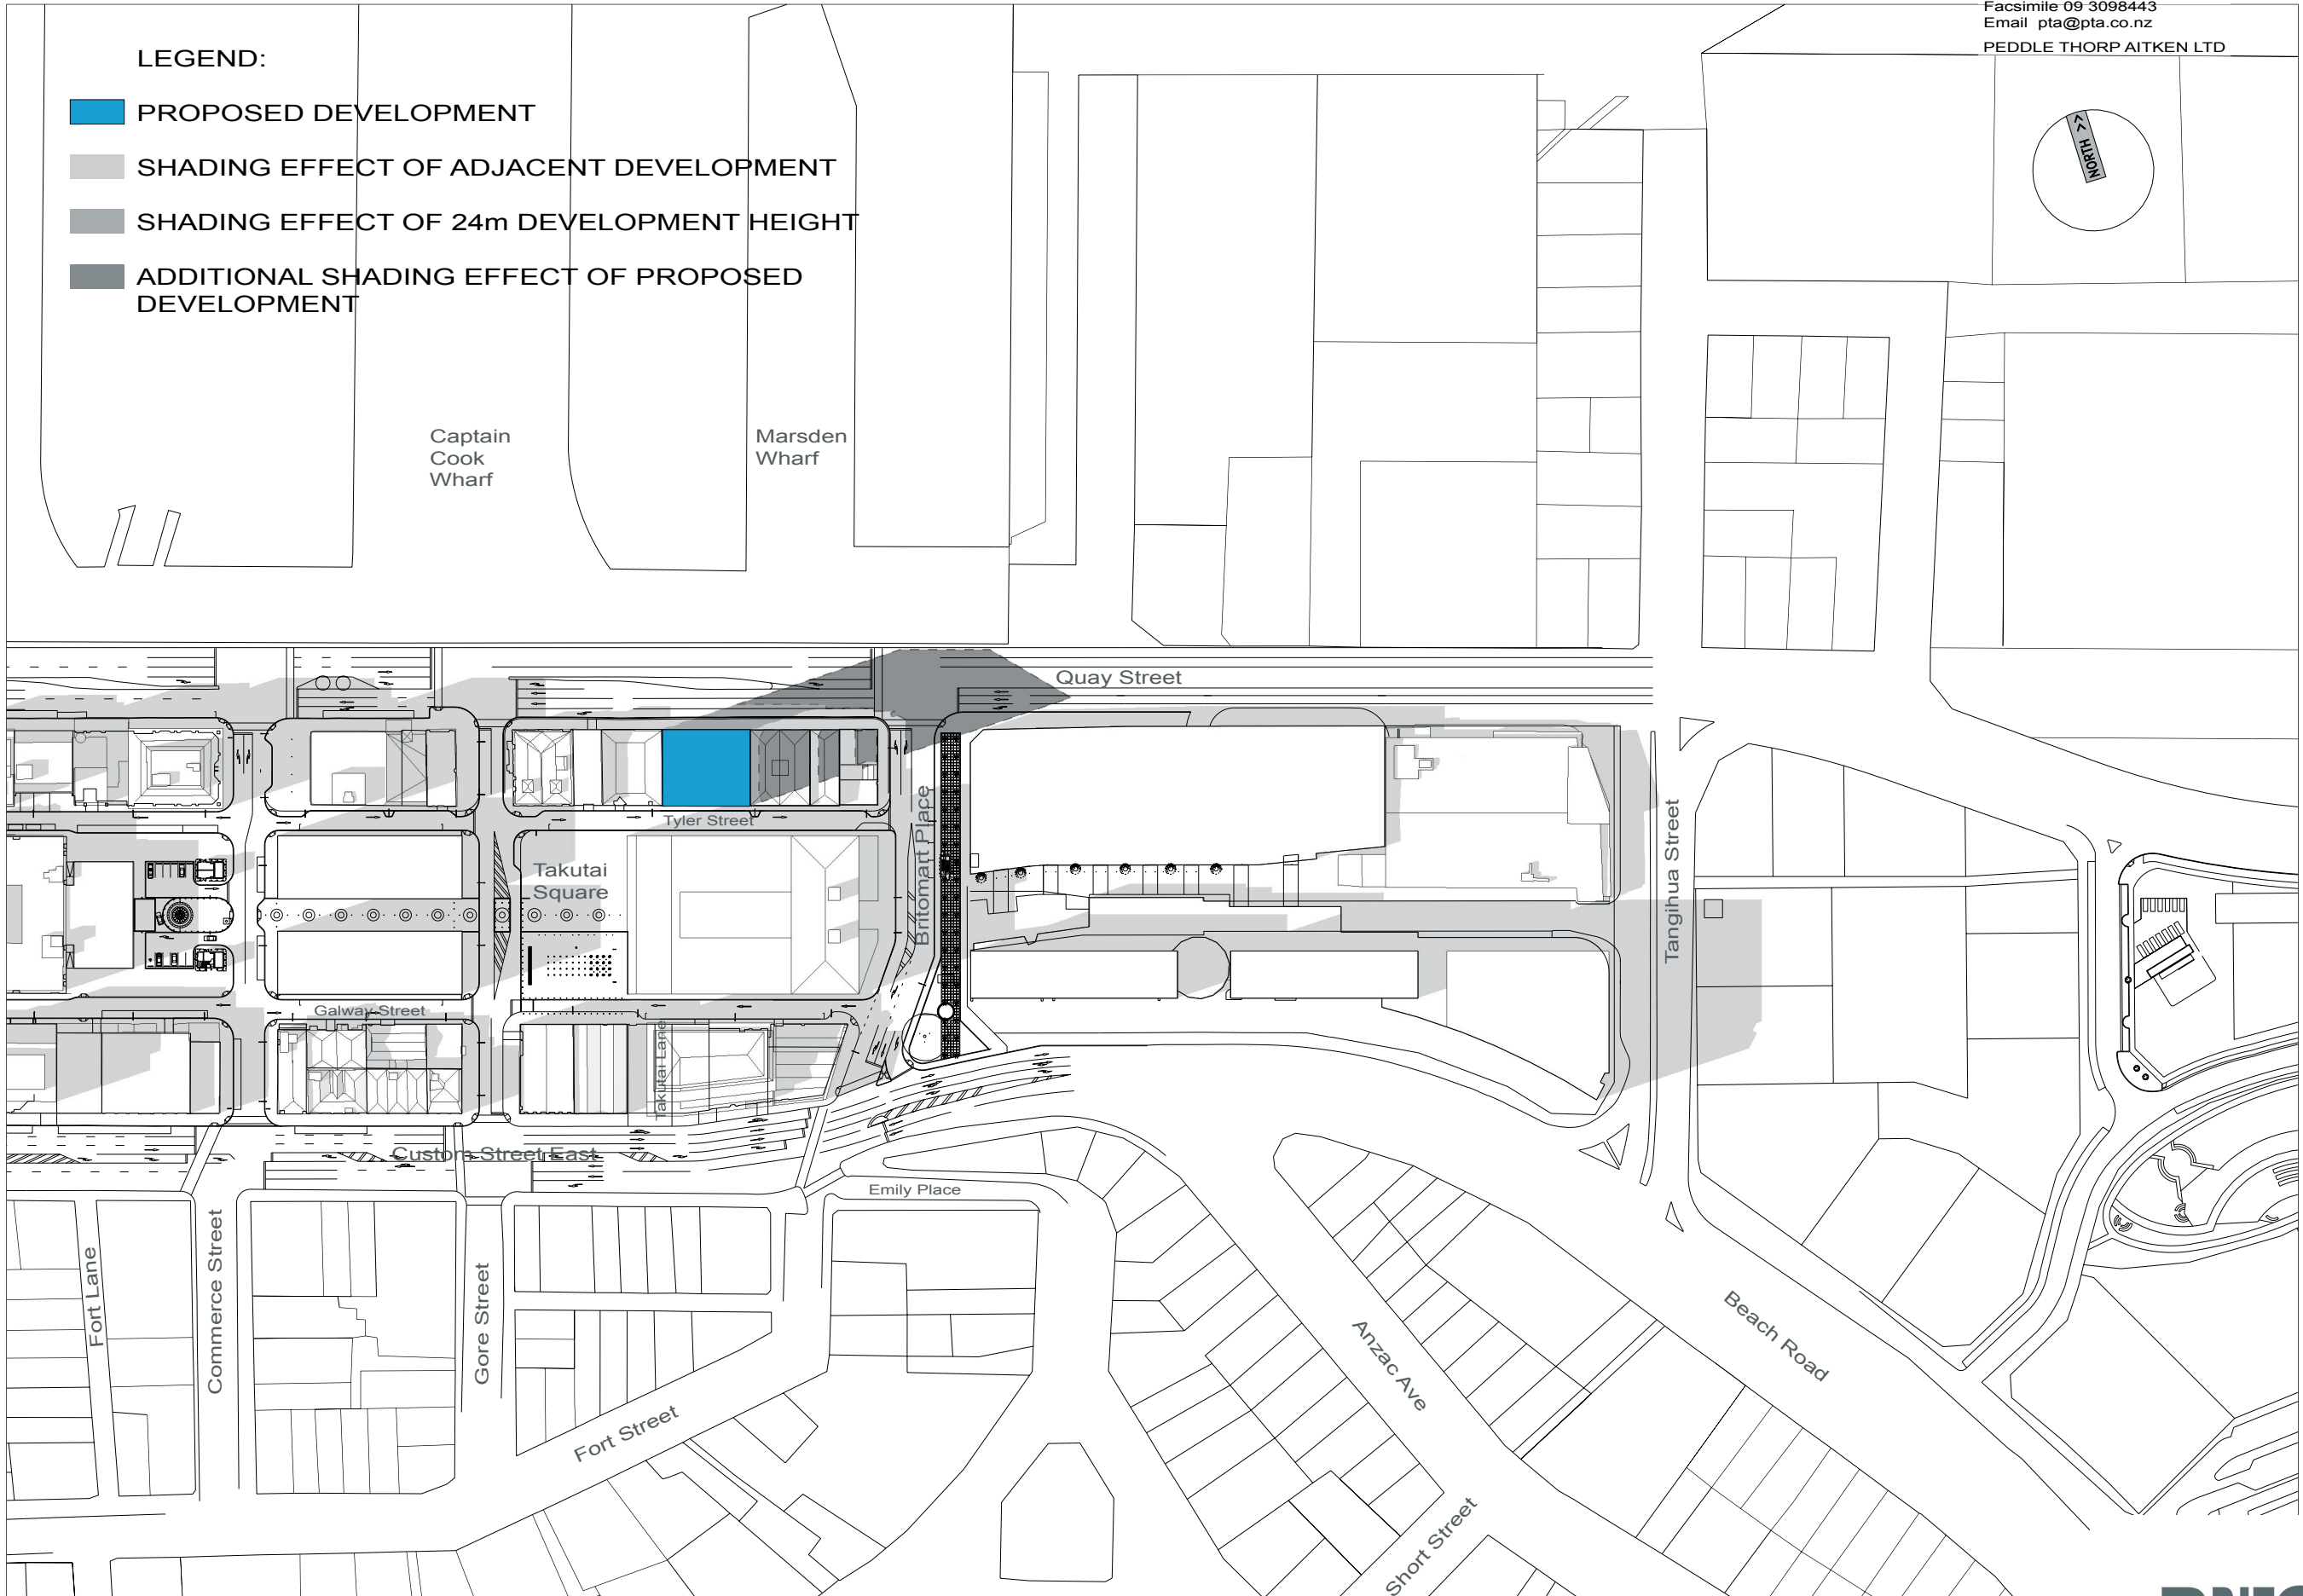 Facsimile 09 3098443
Email pta@pta.co.nz
PEDDLE THORP AITKEN LTD
LEGEND:
PROPOSED DEVELOPMENT
SHADING EFFECT OF ADJACENT DEVELOPMENT
SHADING EFFECT OF 24m DEVELOPMENT HEIGHT
ADDITIONAL SHADING EFFECT OF PROPOSED
DEVELOPMENT
NORTH >>
Captain
Cook
Wharf
Marsden
Wharf
Quay Street
Tyler Street
Britomart Place
Takutai
Square
Tangihua Street
Galway Street
Takutai Lane
Custom Street East
Emily Place
Fort Lane
Commerce Street
Gore Street
Fort Street
Anzac Ave
Beach Road
Short Street